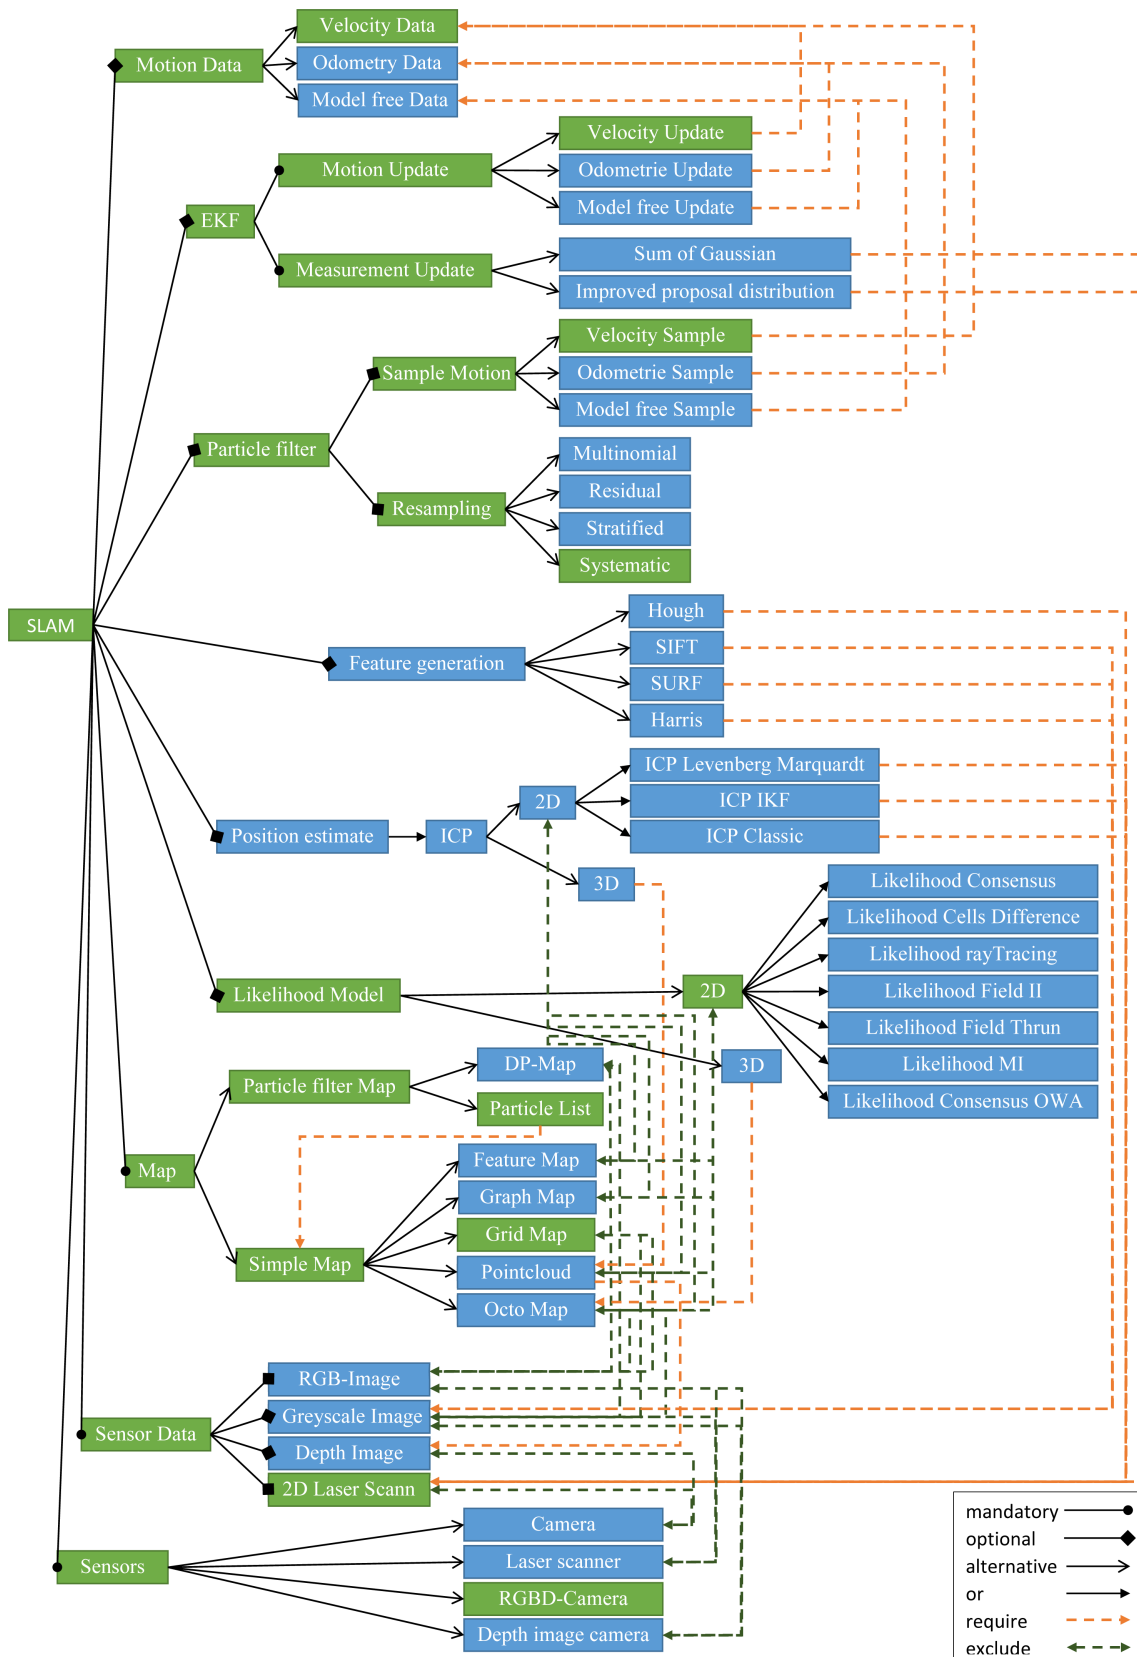 Velocity Data
Motion Data
Odometry Data
Model free Data
Velocity Update
Motion Update
Odometrie Update
Model free Update
EKF
Sum of Gaussian
Measurement Update
Improved proposal distribution
Velocity Sample
Sample Motion
Odometrie Sample
Model free Sample
Particle filter
Multinomial
Residual
Resampling
Stratified
Systematic
SLAM
Hough
SIFT
Feature generation
SURF
Harris
ICP Levenberg Marquardt
2D
ICP IKF
Position estimate
ICP
ICP Classic
3D
Likelihood Consensus
Likelihood Cells Difference
Likelihood rayTracing
Likelihood Model
2D
Likelihood Field II
Likelihood Field Thrun
3D
Likelihood MI
Likelihood Consensus OWA
DP-Map
Particle filter Map
Particle List
Map
Feature Map
Graph Map
Grid Map
Simple Map
Pointcloud
Octo Map
RGB-Image
Greyscale Image
Sensor Data
Depth Image
2D Laser Scann
Camera
Sensors
Laser scanner
RGBD-Camera
Depth image camera
mandatory
optional
alternative
or
require
exclude